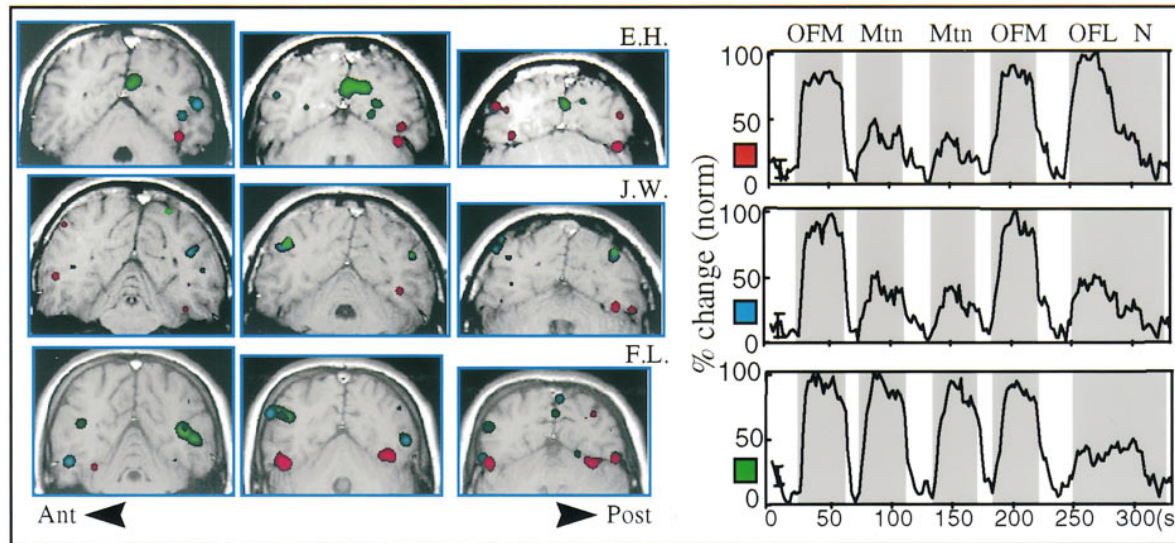 E.H.
J.W.
F.L.
Ant
Post
OFM Mtn Mtn OFM OFL N
% change (norm)
100
50
0
100
50
0
100
50
0
0 50 100 150 200 250 300(s